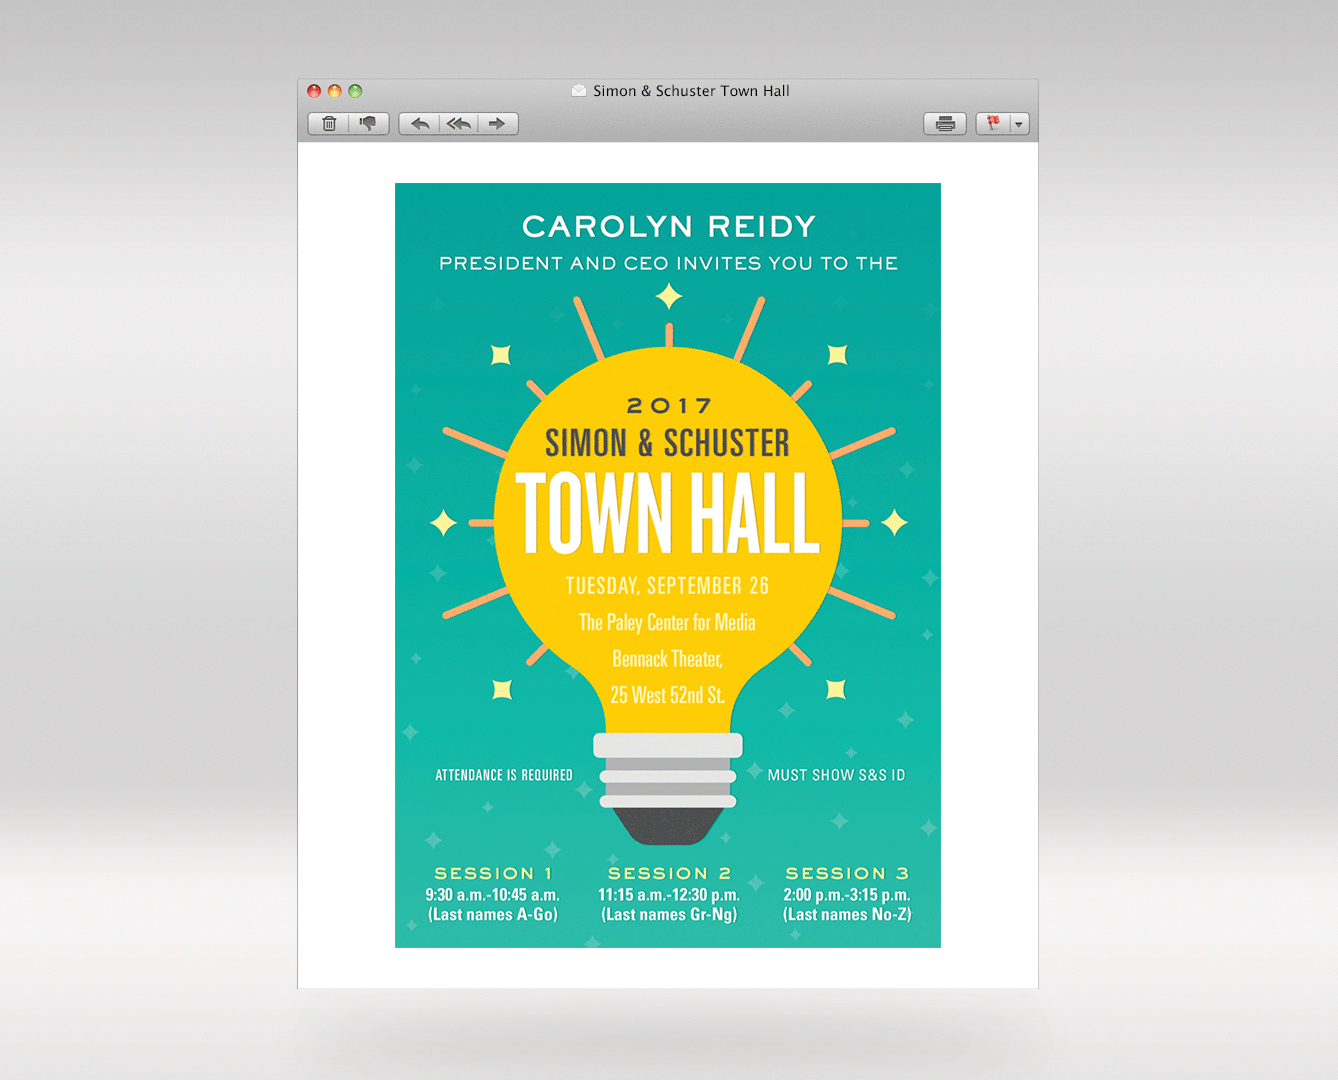 Simon & Schuster Town Hall
CAROLYN REIDY
PRESIDENT AND CEO INVITES YOU TO THE
2017
SIMON & SCHUSTER
TOWN HALL
TUESDAY, SEPTEMBER 26
The Paley Center for Media
Bennack Theater,
25 West 52nd St.
ATTENDANCE IS REQUIRED
MUST SHOW S&S ID
SESSION 1
9:30 a.m.-10:45 a.m.
(Last names A-Go)
SESSION 2
11:15 a.m.-12:30 p.m.
(Last names Gr-Ng)
SESSION 3
2:00 p.m.-3:15 p.m.
(Last names No-Z)